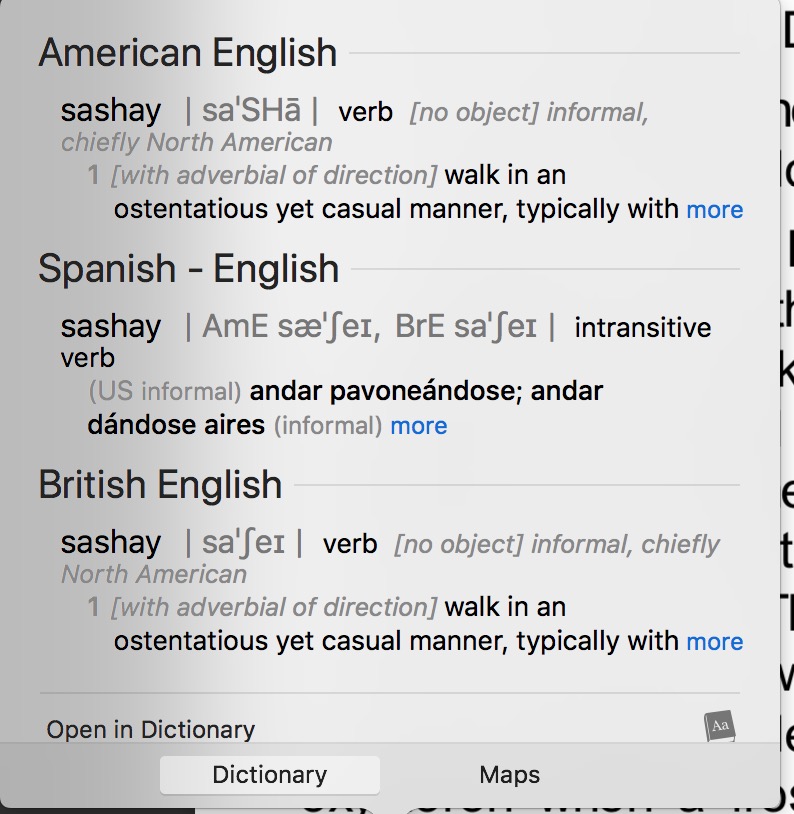 American English
sashay | saˈSHā | verb [no object] informal,
chiefly North American
1 [with adverbial of direction] walk in an
ostentatious yet casual manner, typically with more
Spanish - English
sashay | AmE sæˈʃeɪ, BrE saˈʃeɪ | intransitive
verb
(US informal) andar pavoneándose; andar
dándose aires (informal) more
British English
sashay | saˈʃeɪ | verb [no object] informal, chiefly
North American
1 [with adverbial of direction] walk in an
ostentatious yet casual manner, typically with more
Open in Dictionary
Aa
Dictionary Maps